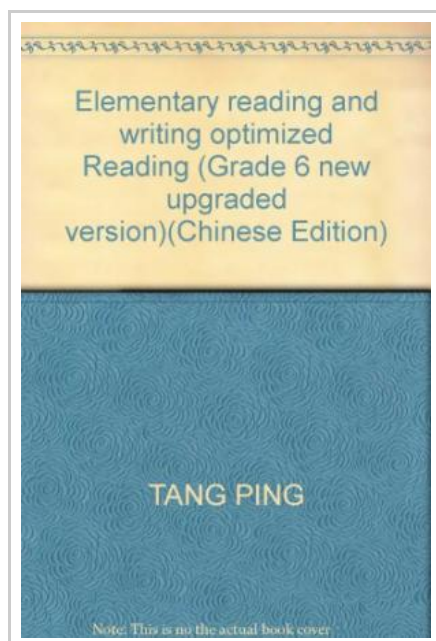 Elementary reading and
writing optimized
Reading (Grade 6 new
upgraded
version)(Chinese Edition)
TANG PING
Note: This is no the actual book cover